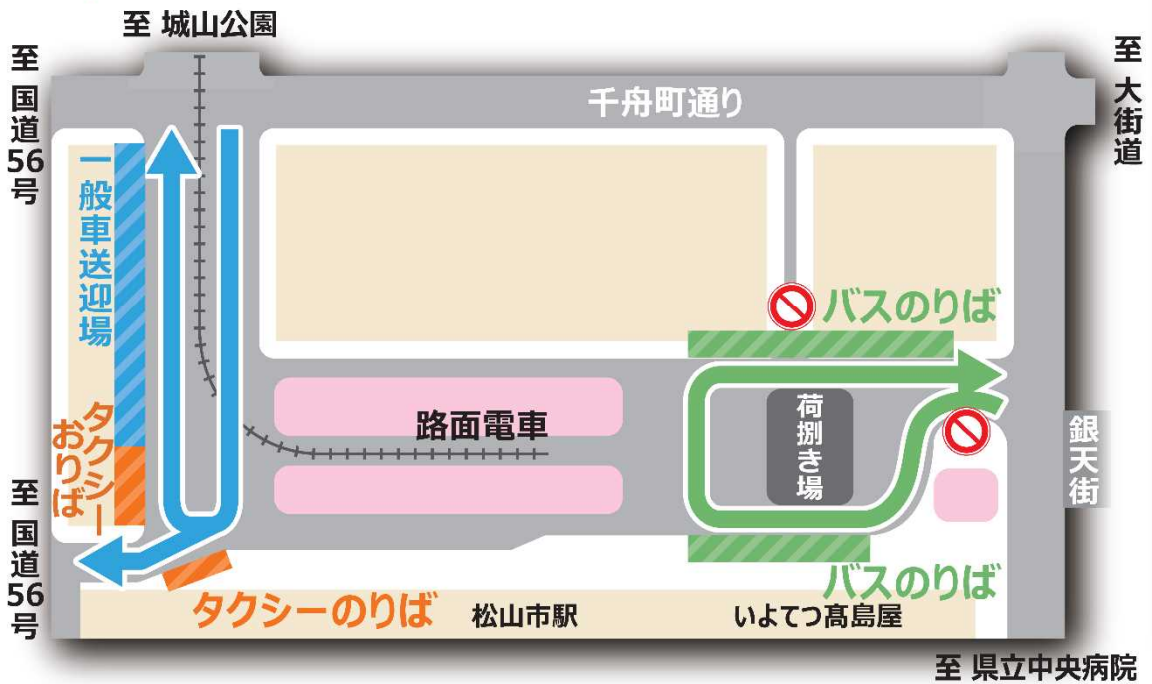 至 城山公園
至 国道56号
至 大街道
千舟町通り
一般車送迎場
バスのりば
路面電車
荷捌き場
タクシー
おりば
銀天街
至 国道56号
バスのりば
タクシーのりば
松山市駅
いよてつ髙島屋
至 県立中央病院